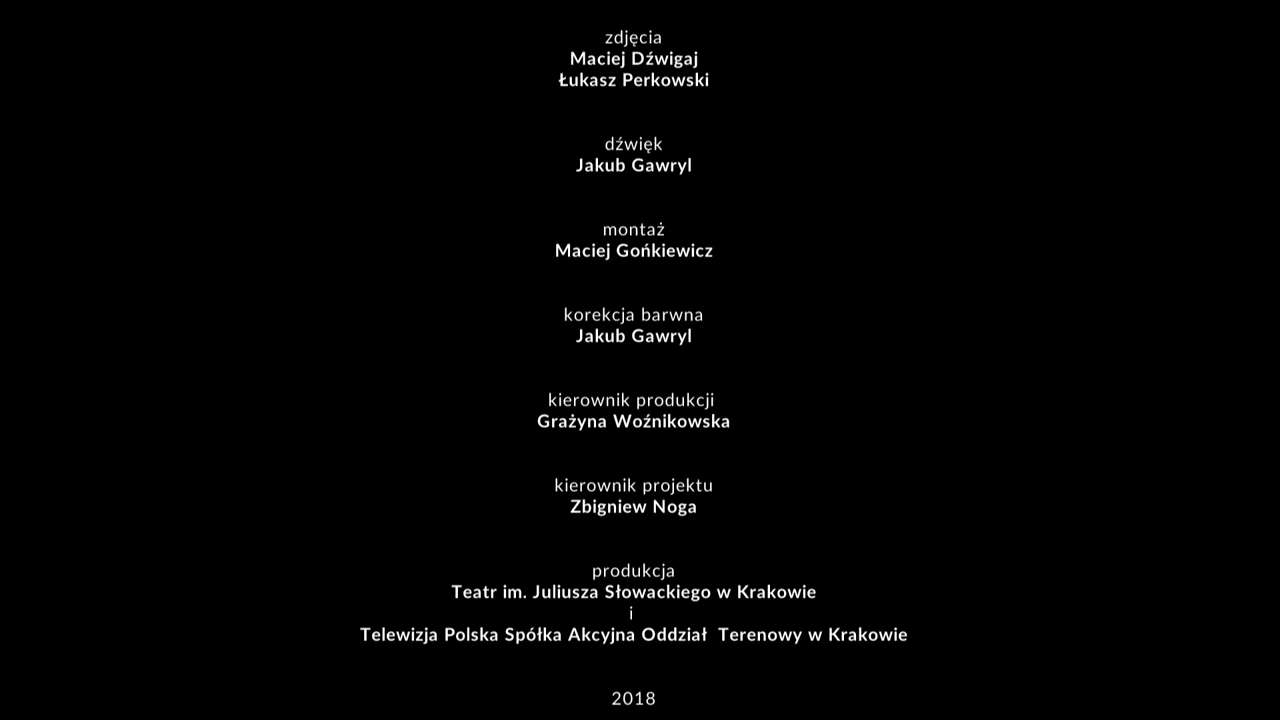 zdjęcia
Maciej Dźwigaj
Łukasz Perkowski
dźwięk
Jakub Gawryl
montaż
Maciej Gońkiewicz
korekcja barwna
Jakub Gawryl
kierownik produkcji
Grażyna Woźnikowska
kierownik projektu
Zbigniew Noga
produkcja
Teatr im. Juliusza Słowackiego w Krakowie
i
Telewizja Polska Spółka Akcyjna Oddział  Terenowy w Krakowie
2018